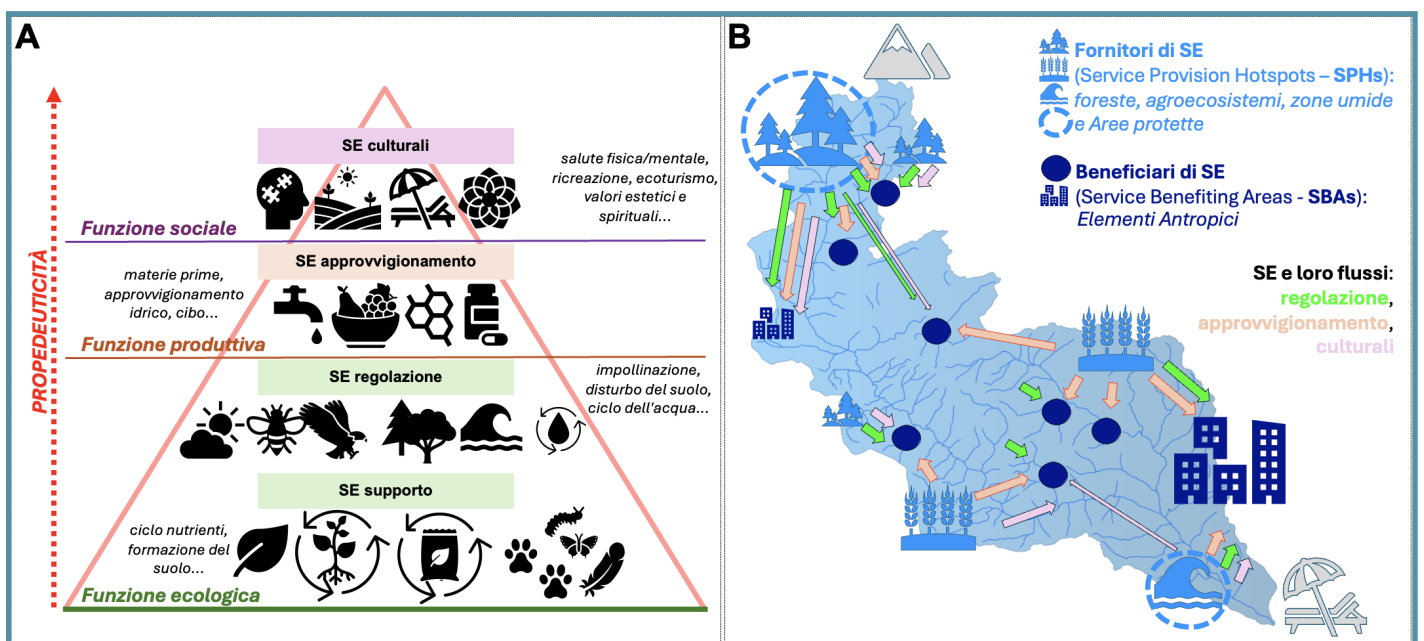 A
SE culturali
salute fisica/mentale,
ricreazione, ecoturismo,
valori estetici e
spirituali...
Funzione sociale
SE approvvigionamento
materie prime,
approvvigionamento
idrico, cibo...
Funzione produttiva
SE regolazione
impollinazione,
disturbo del suolo,
ciclo dell'acqua...
SE supporto
ciclo nutrienti,
formazione del
suolo...
Funzione ecologica
PROPEDEUTICITÀ
B
Fornitori di SE
(Service Provision Hotspots – SPHs):
foreste, agroecosistemi, zone umide
e Aree protette
Beneficiari di SE
(Service Benefiting Areas - SBAs):
Elementi Antropici
SE e loro flussi:
regolazione,
approvvigionamento,
culturali